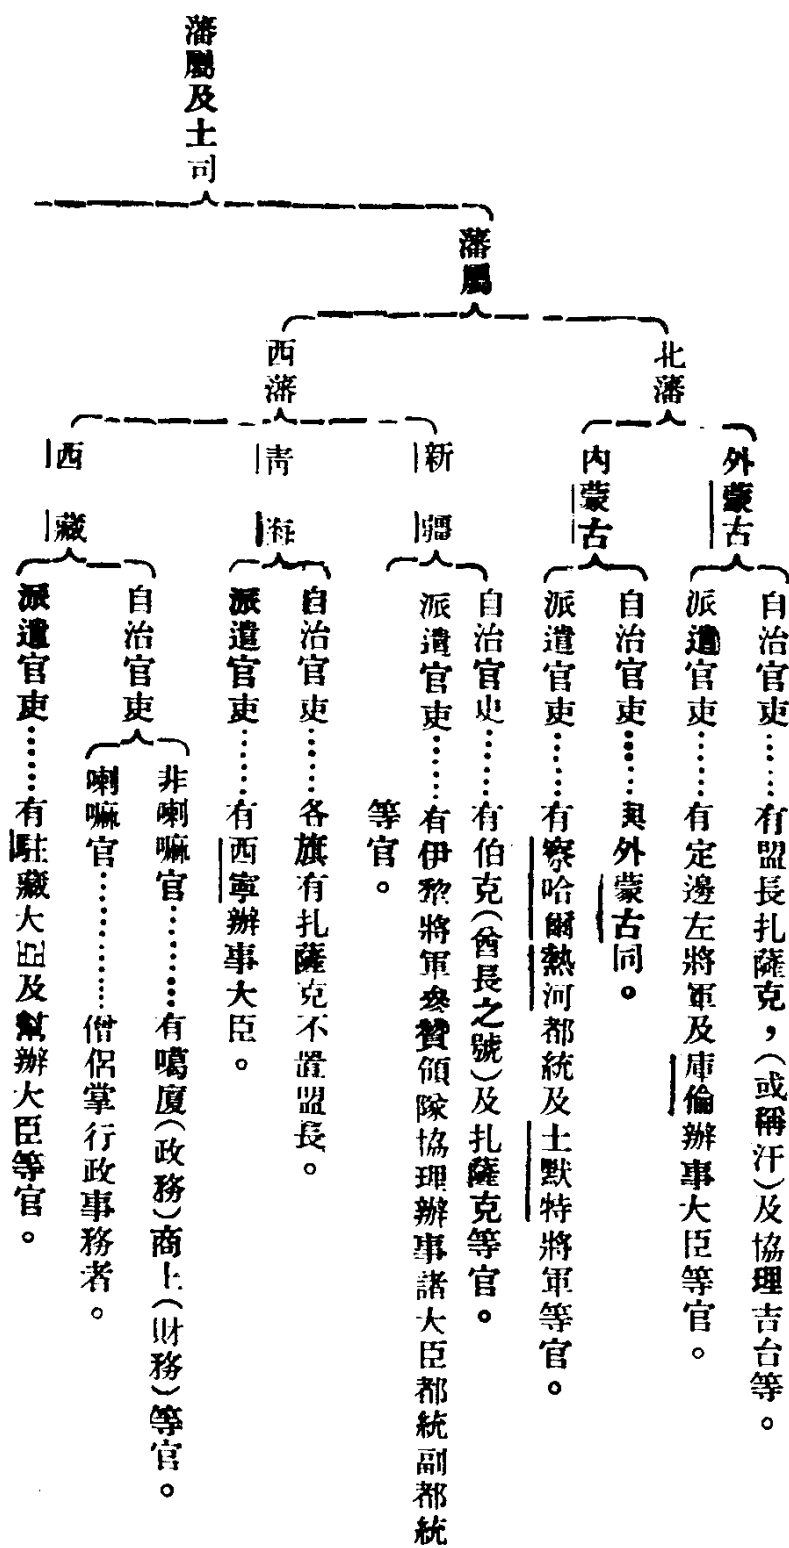 藩屬及土司
藩屬
北藩
外蒙古
自治官吏……有盟長扎薩克，（或稱汗）及協理吉台等。
派遣官吏……有定邊左將軍及庫倫辦事大臣等官。
內蒙古
自治官吏……與外蒙古同。
派遣官吏……有察哈爾熱河都統及土默特將軍等官。
西藩
新疆
自治官吏……有伯克（酋長之號）及扎薩克等官。
派遣官吏……有伊犂將軍參贊領隊協理辦事諸大臣都統副都統
等官。
青海
自治官吏……各旗有扎薩克不置盟長。
派遣官吏……有西寧辦事大臣。
西藏
自治官吏
非喇嘛官………有噶廈（政務）商上（財務）等官。
喇嘛官…………僧侶掌行政事務者。
派遣官吏……有駐藏大臣及幫辦大臣等官。